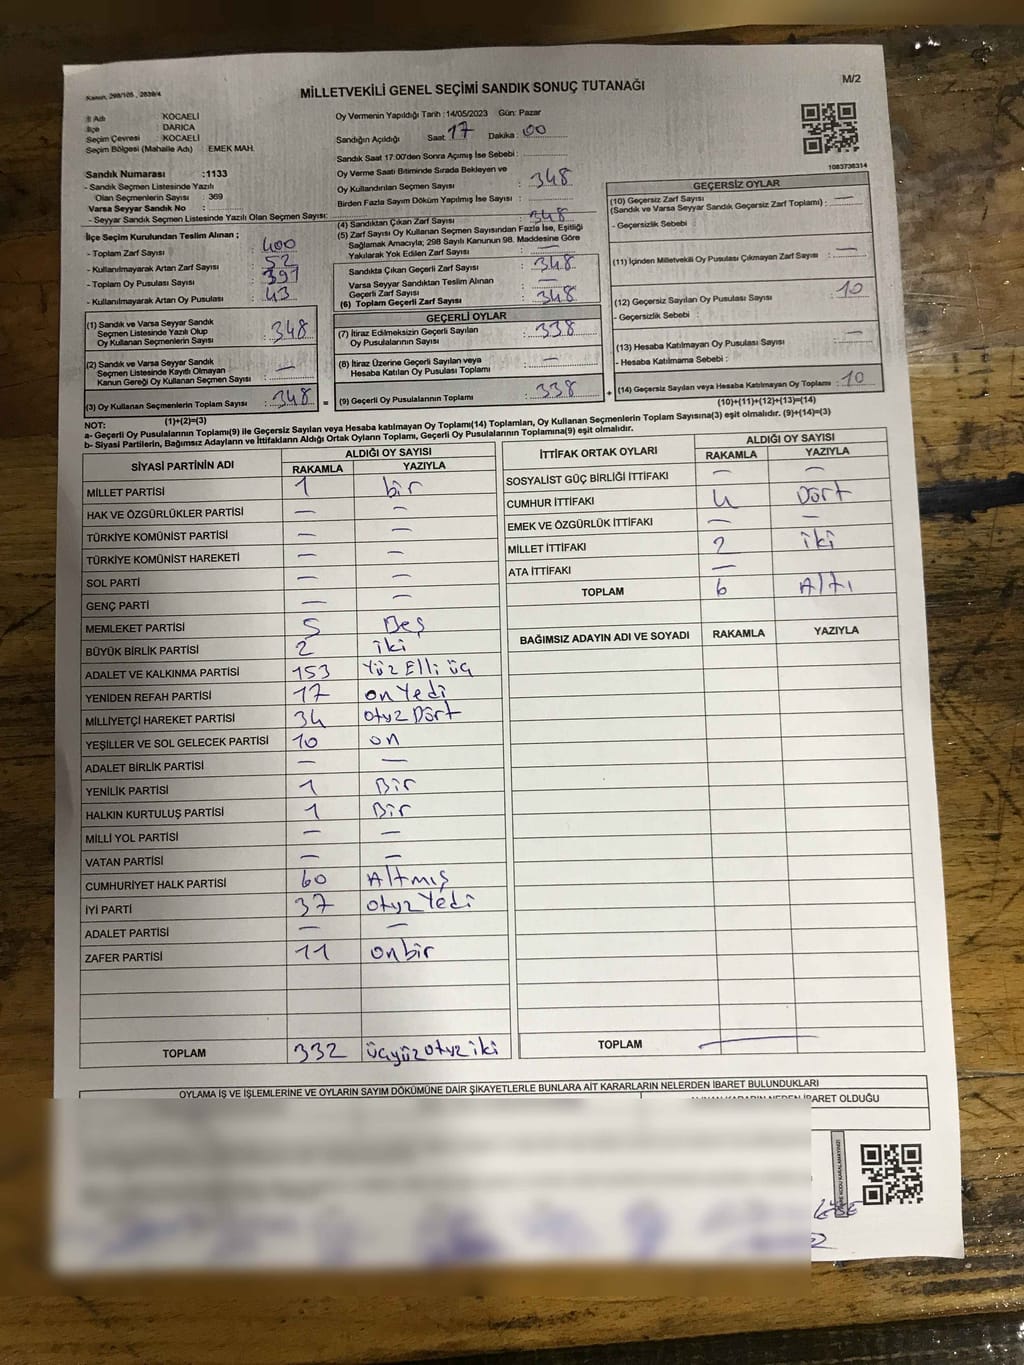 Kanun, 298/105 , 2839/4
MİLLETVEKİLİ GENEL SEÇİMİ SANDIK SONUÇ TUTANAĞI
M/2
İl Adı : KOCAELİ
İlçe : DARICA
Seçim Çevresi : KOCAELİ
Seçim Bölgesi (Mahalle Adı) : EMEK MAH.
Sandık Numarası :1133
- Sandık Seçmen Listesinde Yazılı
Olan Seçmenlerin Sayısı : 369
Varsa Seyyar Sandık No :
- Seyyar Sandık Seçmen Listesinde Yazılı Olan Seçmen Sayısı:
Oy Vermenin Yapıldığı Tarih : 14/05/2023 Gün: Pazar
Sandığın Açıldığı Saat : 17 Dakika : 00
Sandık Saat 17:00'den Sonra Açımış İse Sebebi :
Oy Verme Saati Bitiminde Sırada Bekleyen ve
Oy Kullandırılan Seçmen Sayısı : 348
Birden Fazla Sayım Döküm Yapılmış İse Sayısı :
1083738314
İlçe Seçim Kurulundan Teslim Alınan ;
- Toplam Zarf Sayısı : 400
- Kullanılmayarak Artan Zarf Sayısı : 52
- Toplam Oy Pusulası Sayısı : 391
- Kullanılmayarak Artan Oy Pusulası : 43
(4) Sandıktan Çıkan Zarf Sayısı : 348
(5) Zarf Sayısı Oy Kullanan Seçmen Sayısından Fazla İse, Eşitliği
Sağlamak Amacıyla; 298 Sayılı Kanunun 98. Maddesine Göre
Yakılarak Yok Edilen Zarf Sayısı : —
Sandıkta Çıkan Geçerli Zarf Sayısı : 348
Varsa Seyyar Sandıktan Teslim Alınan
Geçerli Zarf Sayısı : —
(6) Toplam Geçerli Zarf Sayısı : 348
GEÇERSİZ OYLAR
(10) Geçersiz Zarf Sayısı
(Sandık ve Varsa Seyyar Sandık Geçersiz Zarf Toplamı) : —
- Geçersizlik Sebebi :
(11) İçinden Milletvekili Oy Pusulası Çıkmayan Zarf Sayısı : —
(12) Geçersiz Sayılan Oy Pusulası Sayısı : 10
- Geçersizlik Sebebi :
(13) Hesaba Katılmayan Oy Pusulası Sayısı : —
- Hesaba Katılmama Sebebi :
(14) Geçersiz Sayılan veya Hesaba Katılmayan Oy Toplamı : 10
(10)+(11)+(12)+(13)=(14)
(1) Sandık ve Varsa Seyyar Sandık
Seçmen Listesinde Yazılı Olup
Oy Kullanan Seçmenlerin Sayısı : 348
(2) Sandık ve Varsa Seyyar Sandık
Seçmen Listesinde Kayıtlı Olmayan
Kanun Gereği Oy Kullanan Seçmen Sayısı : —
(3) Oy Kullanan Seçmenlerin Toplam Sayısı : 348 =
(1)+(2)=(3)
GEÇERLİ OYLAR
(7) İtiraz Edilmeksizin Geçerli Sayılan
Oy Pusulalarının Sayısı : 338
(8) İtiraz Üzerine Geçerli Sayılan veya
Hesaba Katılan Oy Pusulası Toplamı : —
(9) Geçerli Oy Pusulalarının Toplamı : 338 +
NOT:
a- Geçerli Oy Pusulalarının Toplamı(9) ile Geçersiz Sayılan veya Hesaba katılmayan Oy Toplamı(14) Toplamları, Oy Kullanan Seçmenlerin Toplam Sayısına(3) eşit olmalıdır. (9)+(14)=(3)
b- Siyasi Partilerin, Bağımsız Adayların ve İttifakların Aldığı Ortak Oyların Toplamı, Geçerli Oy Pusulalarının Toplamına(9) eşit olmalıdır.
SİYASİ PARTİNİN ADI ALDIĞI OY SAYISI
RAKAMLA YAZIYLA
MİLLET PARTİSİ 1 bir
HAK VE ÖZGÜRLÜKLER PARTİSİ — —
TÜRKİYE KOMÜNİST PARTİSİ — —
TÜRKİYE KOMÜNİST HAREKETİ — —
SOL PARTİ — —
GENÇ PARTİ — —
MEMLEKET PARTİSİ 5 Beş
BÜYÜK BİRLİK PARTİSİ 2 iki
ADALET VE KALKINMA PARTİSİ 153 Yüz Elli üç
YENİDEN REFAH PARTİSİ 17 on Yedi
MİLLİYETÇİ HAREKET PARTİSİ 34 otuz Dört
YEŞİLLER VE SOL GELECEK PARTİSİ 10 on
ADALET BİRLİK PARTİSİ — —
YENİLİK PARTİSİ 1 Bir
HALKIN KURTULUŞ PARTİSİ 1 Bir
MİLLİ YOL PARTİSİ — —
VATAN PARTİSİ — —
CUMHURİYET HALK PARTİSİ 60 Altmış
İYİ PARTİ 37 otuz Yedi
ADALET PARTİSİ — —
ZAFER PARTİSİ 11 onbir
TOPLAM 332 üçyüz otuz iki
İTTİFAK ORTAK OYLARI ALDIĞI OY SAYISI
RAKAMLA YAZIYLA
SOSYALİST GÜÇ BİRLİĞİ İTTİFAKI — —
CUMHUR İTTİFAKI 4 Dört
EMEK VE ÖZGÜRLÜK İTTİFAKI — —
MİLLET İTTİFAKI 2 iki
ATA İTTİFAKI —
TOPLAM 6 Altı
BAĞIMSIZ ADAYIN ADI VE SOYADI RAKAMLA YAZIYLA
TOPLAM —
OYLAMA İŞ VE İŞLEMLERİNE VE OYLARIN SAYIM DÖKÜMÜNE DAİR ŞİKAYETLERLE BUNLARA AİT KARARLARIN NELERDEN İBARET BULUNDUKLARI
İBARET OLDUĞU